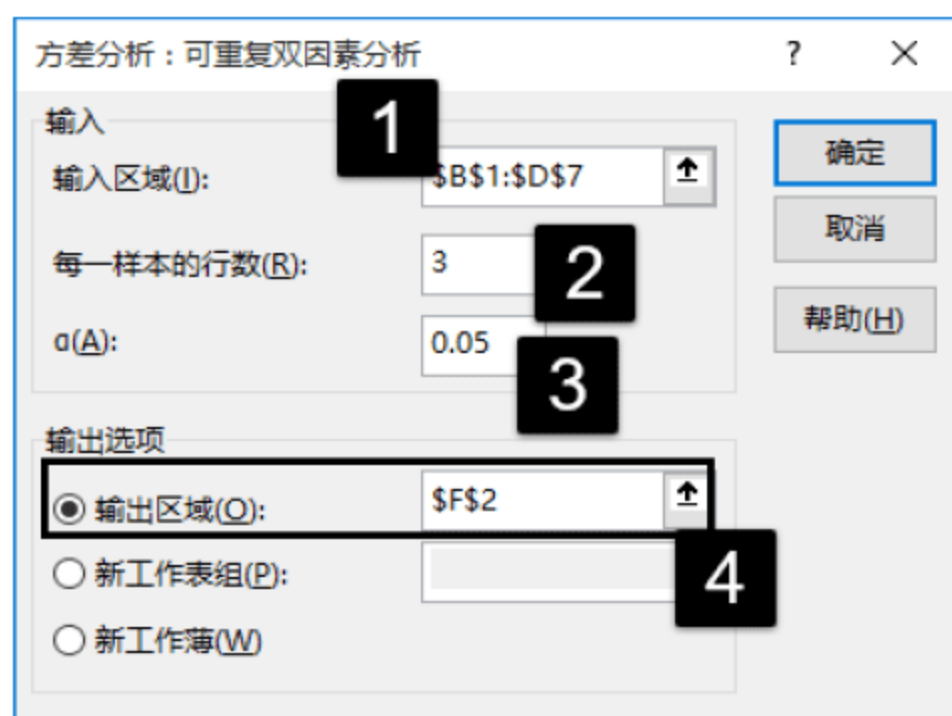 方差分析：可重复双因素分析 ? ×
输入
1
输入区域(I): $B$1:$D$7
确定
取消
每一样本的行数(R): 3
2
帮助(H)
α(A): 0.05
3
输出选项
输出区域(O): $F$2
新工作表组(P):
4
新工作薄(W)